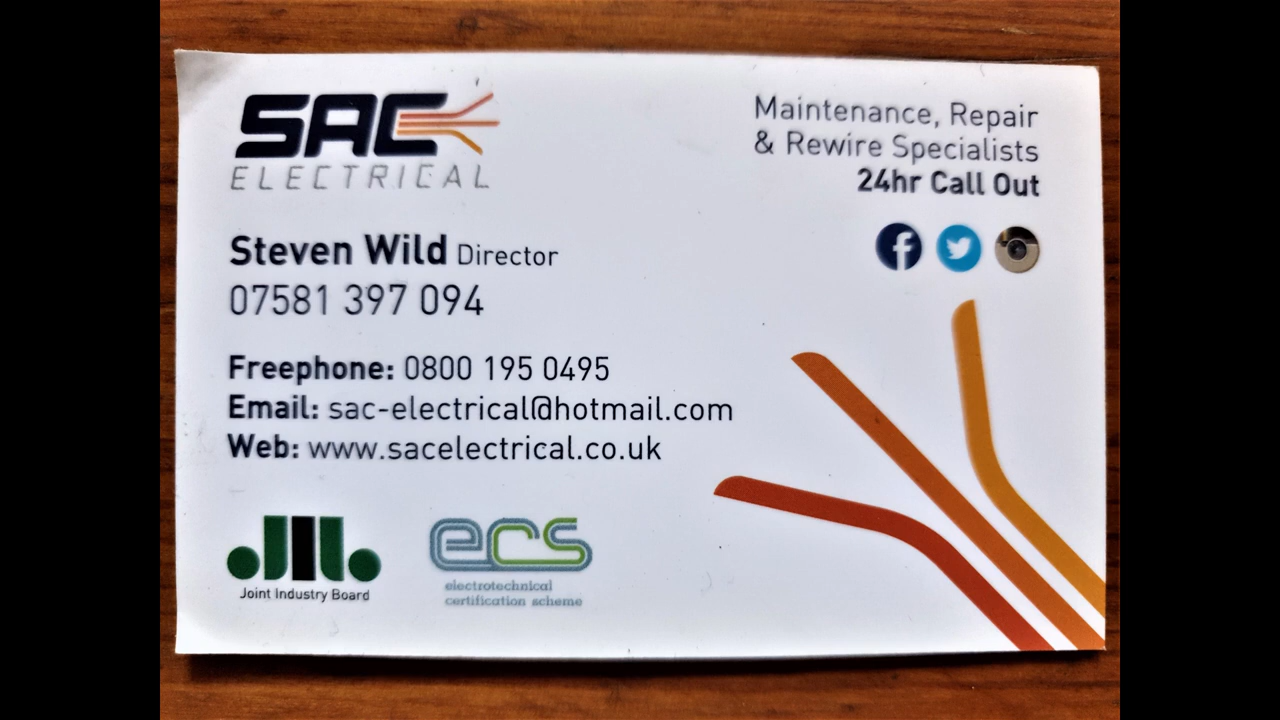 SAC
ELECTRICAL
Maintenance, Repair
& Rewire Specialists
24hr Call Out
Steven Wild Director
07581 397 094
Freephone: 0800 195 0495
Email: sac-electrical@hotmail.com
Web: www.sacelectrical.co.uk
JIB
Joint Industry Board
ecs
electrotechnical
certification scheme